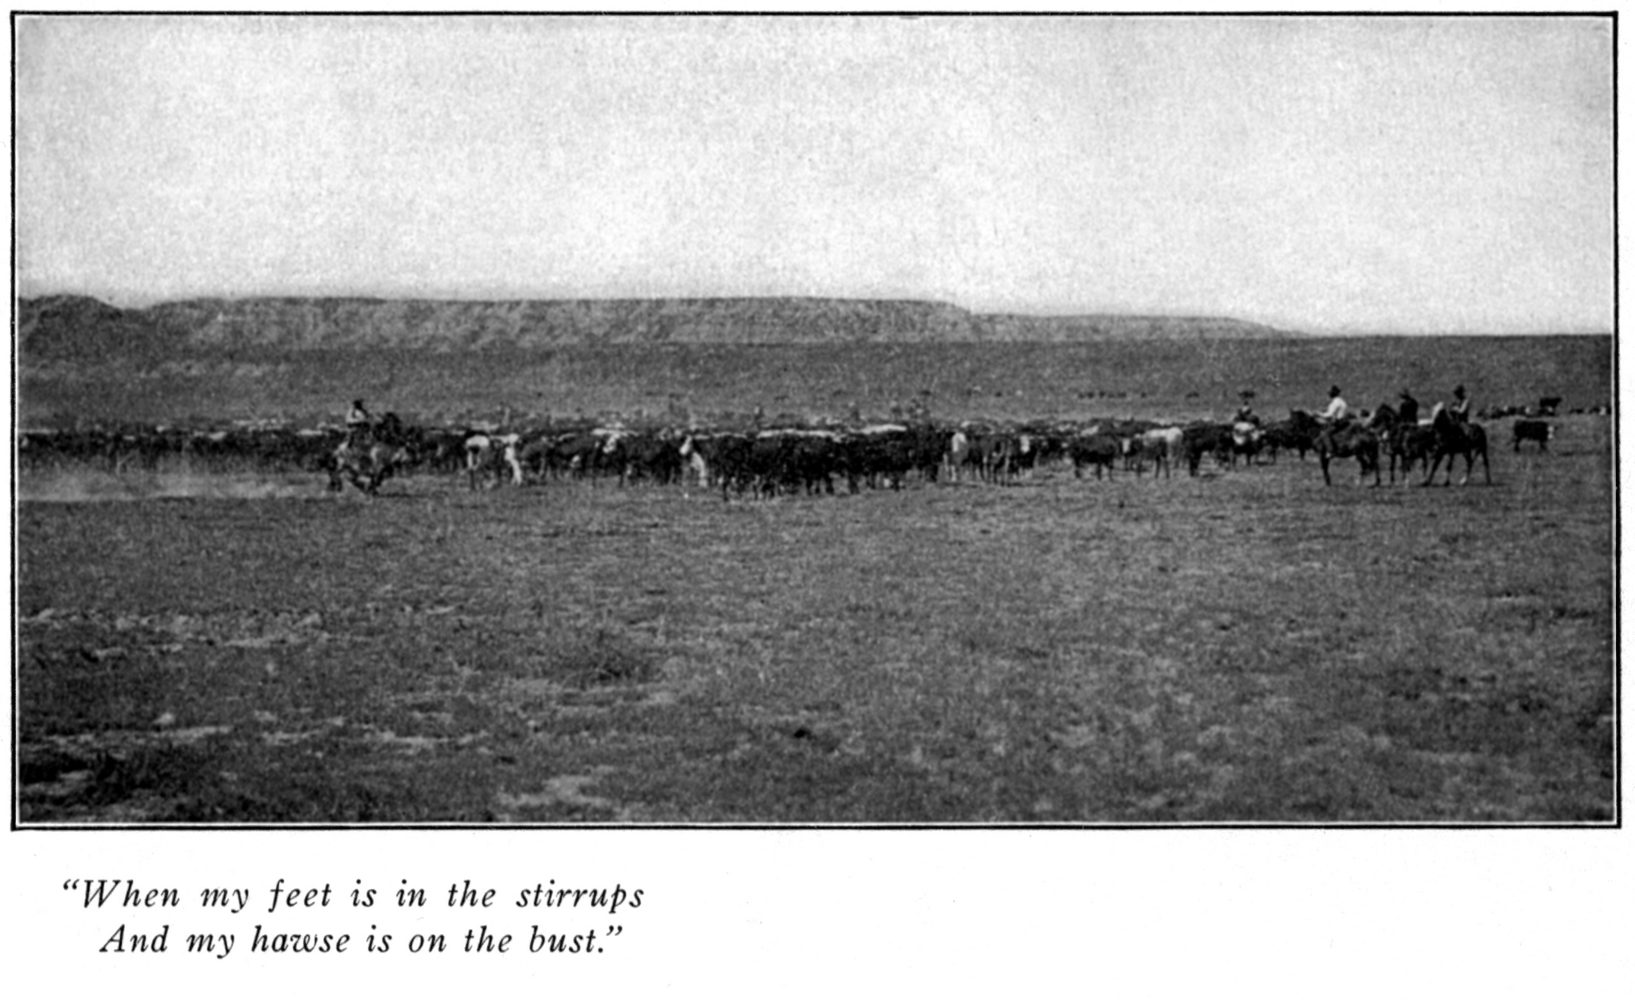 “When my feet is in the stirrups
And my hawse is on the bust.”